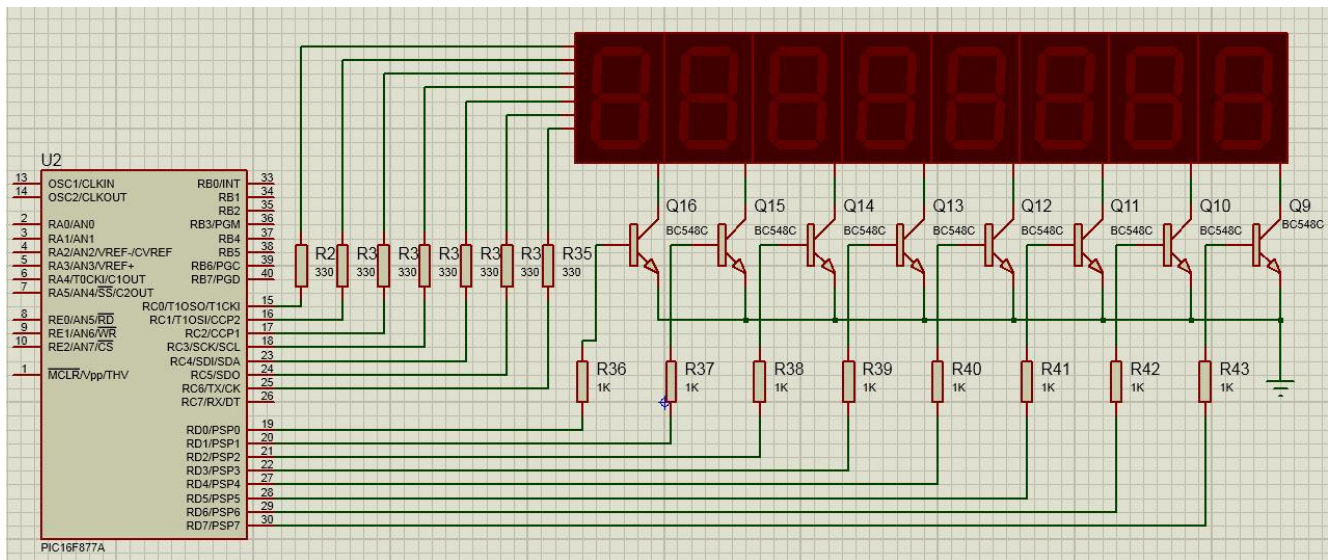 U2
13 OSC1/CLKIN RB0/INT 33
14 OSC2/CLKOUT RB1 34
RB2 35
2 RA0/AN0 RB3/PGM 36
3 RA1/AN1 RB4 37
4 RA2/AN2/VREF-/CVREF RB5 38
5 RA3/AN3/VREF+ RB6/PGC 39
6 RA4/T0CKI/C1OUT RB7/PGD 40
7 RA5/AN4/SS/C2OUT
RC0/T1OSO/T1CKI 15
8 RE0/AN5/RD RC1/T1OSI/CCP2 16
9 RE1/AN6/WR RC2/CCP1 17
10 RE2/AN7/CS RC3/SCK/SCL 18
RC4/SDI/SDA 23
1 MCLR/Vpp/THV RC5/SDO 24
RC6/TX/CK 25
RC7/RX/DT 26
RD0/PSP0 19
RD1/PSP1 20
RD2/PSP2 21
RD3/PSP3 22
RD4/PSP4 27
RD5/PSP5 28
RD6/PSP6 29
RD7/PSP7 30
PIC16F877A
R2 R3 R3 R3 R3 R3 R35
330 330 330 330 330 330 330
Q16 Q15 Q14 Q13 Q12 Q11 Q10 Q9
BC548C BC548C BC548C BC548C BC548C BC548C BC548C BC548C
R36 R37 R38 R39 R40 R41 R42 R43
1K 1K 1K 1K 1K 1K 1K 1K